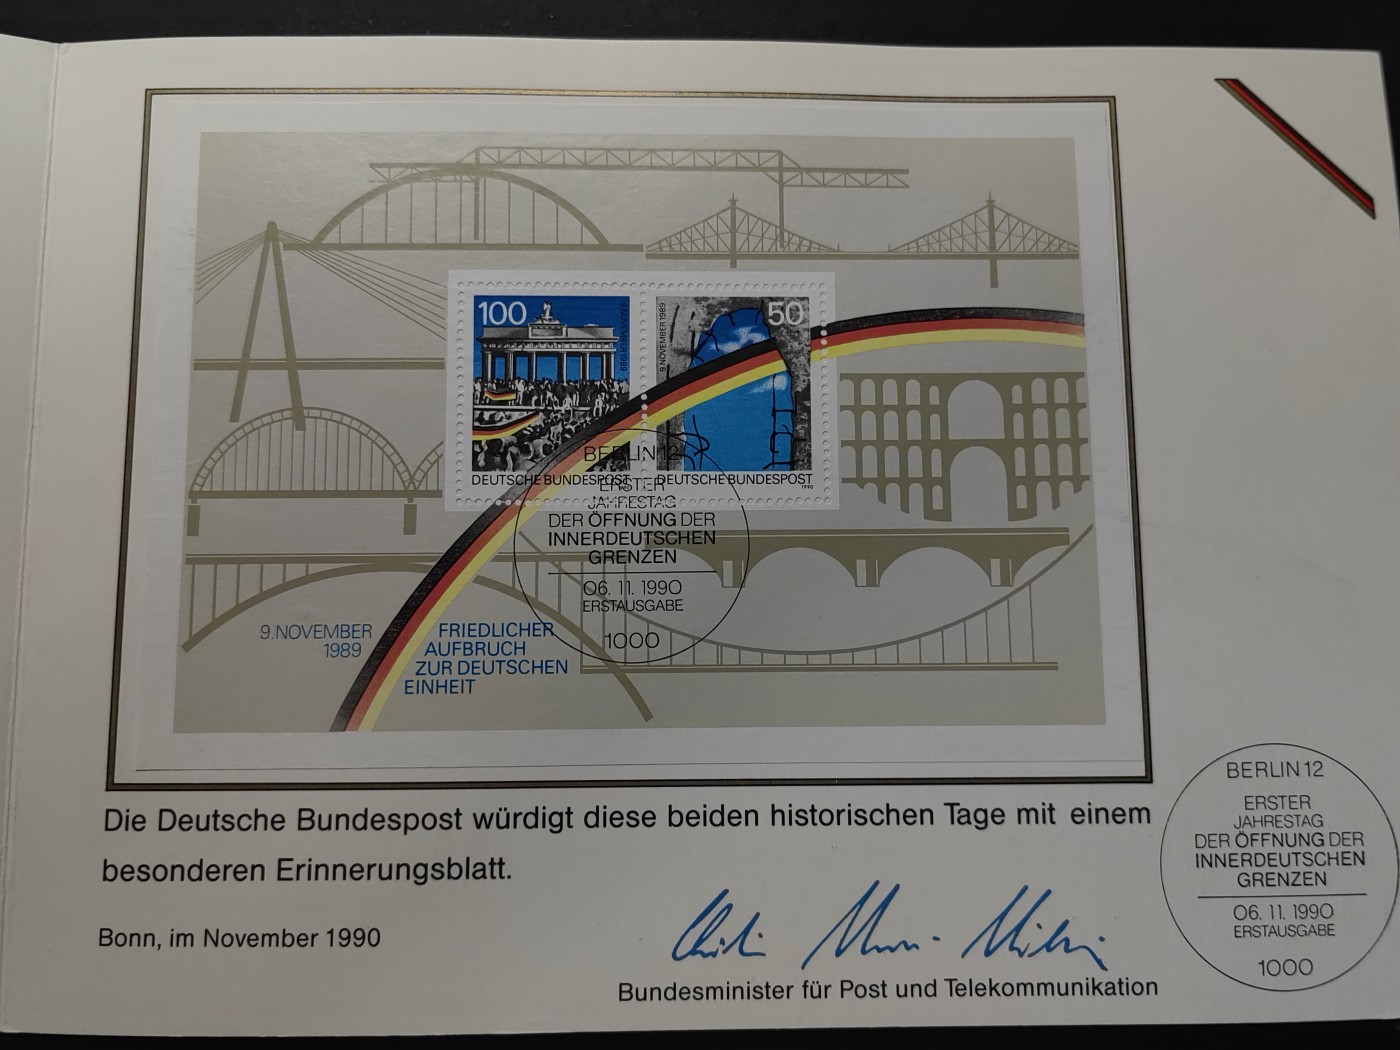 100
9. NOVEMBER 1989
DEUTSCHE BUNDESPOST
50
9. NOVEMBER 1989
DEUTSCHE BUNDESPOST
1990
BERLIN 12
ERSTER
JAHRESTAG
DER ÖFFNUNG DER
INNERDEUTSCHEN
GRENZEN
06. 11. 1990
ERSTAUSGABE
1000
9. NOVEMBER
1989
FRIEDLICHER
AUFBRUCH
ZUR DEUTSCHEN
EINHEIT
Die Deutsche Bundespost würdigt diese beiden historischen Tage mit einem
besonderen Erinnerungsblatt.
Bonn, im November 1990
Bundesminister für Post und Telekommunikation
BERLIN 12
ERSTER
JAHRESTAG
DER ÖFFNUNG DER
INNERDEUTSCHEN
GRENZEN
06. 11. 1990
ERSTAUSGABE
1000